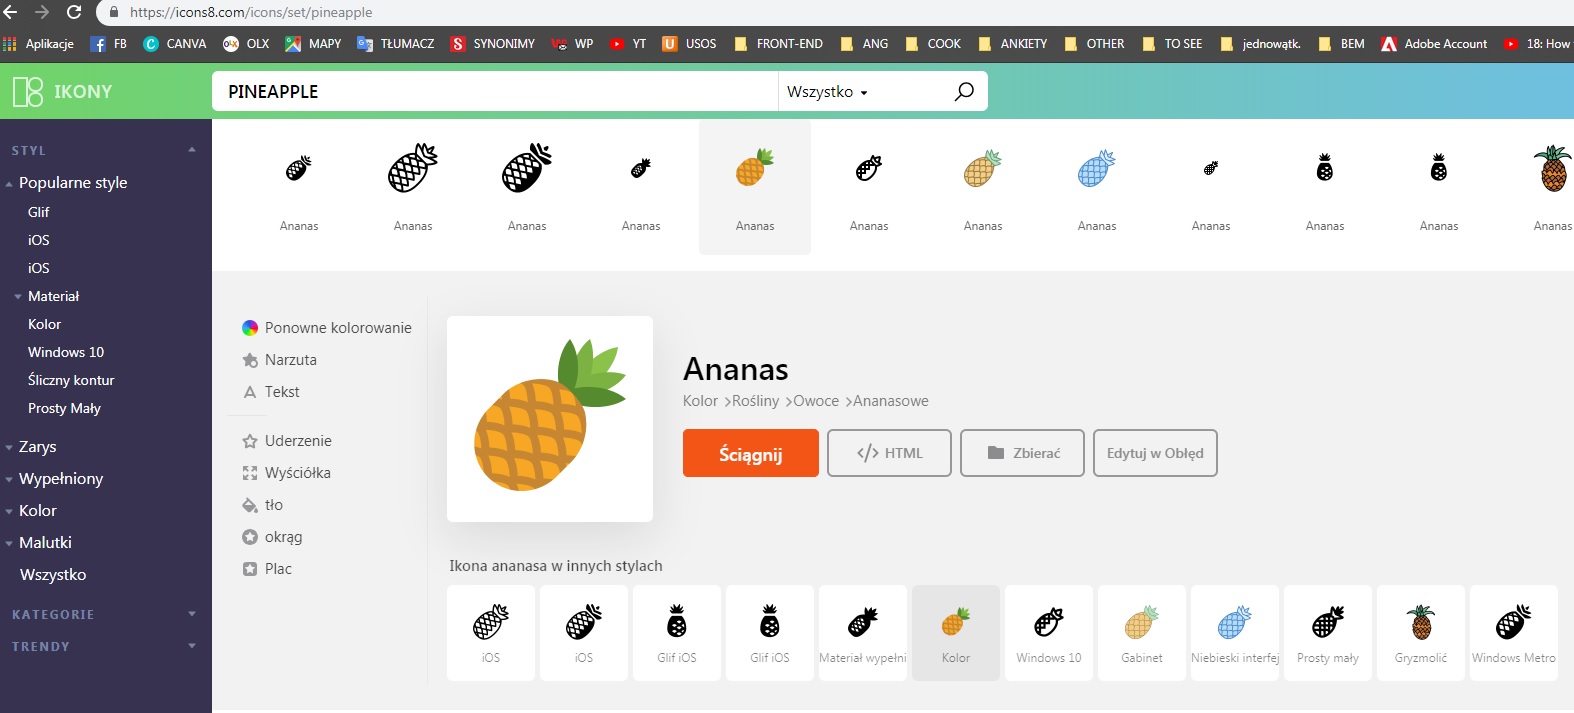 https://icons8.com/icons/set/pineapple
Aplikacje FB CANVA OLX MAPY TŁUMACZ SYNONIMY WP YT USOS FRONT-END ANG COOK ANKIETY OTHER TO SEE jednowątk. BEM Adobe Account 18: How
IKONY PINEAPPLE Wszystko
STYL
Popularne style
Glif
iOS
iOS
Materiał
Kolor
Windows 10
Śliczny kontur
Prosty Mały
Zarys
Wypełniony
Kolor
Malutki
Wszystko
KATEGORIE
TRENDY
Ananas Ananas Ananas Ananas Ananas Ananas Ananas Ananas Ananas Ananas Ananas Ananas
Ponowne kolorowanie
Narzuta
Tekst
Uderzenie
Wyściółka
tło
okrąg
Plac
Ananas
Kolor >Rośliny >Owoce >Ananasowe
Ściągnij </> HTML Zbierać Edytuj w Obłęd
Ikona ananasa w innych stylach
iOS iOS Glif iOS Glif iOS Materiał wypełni Kolor Windows 10 Gabinet Niebieski interfej Prosty mały Gryzmolić Windows Metro